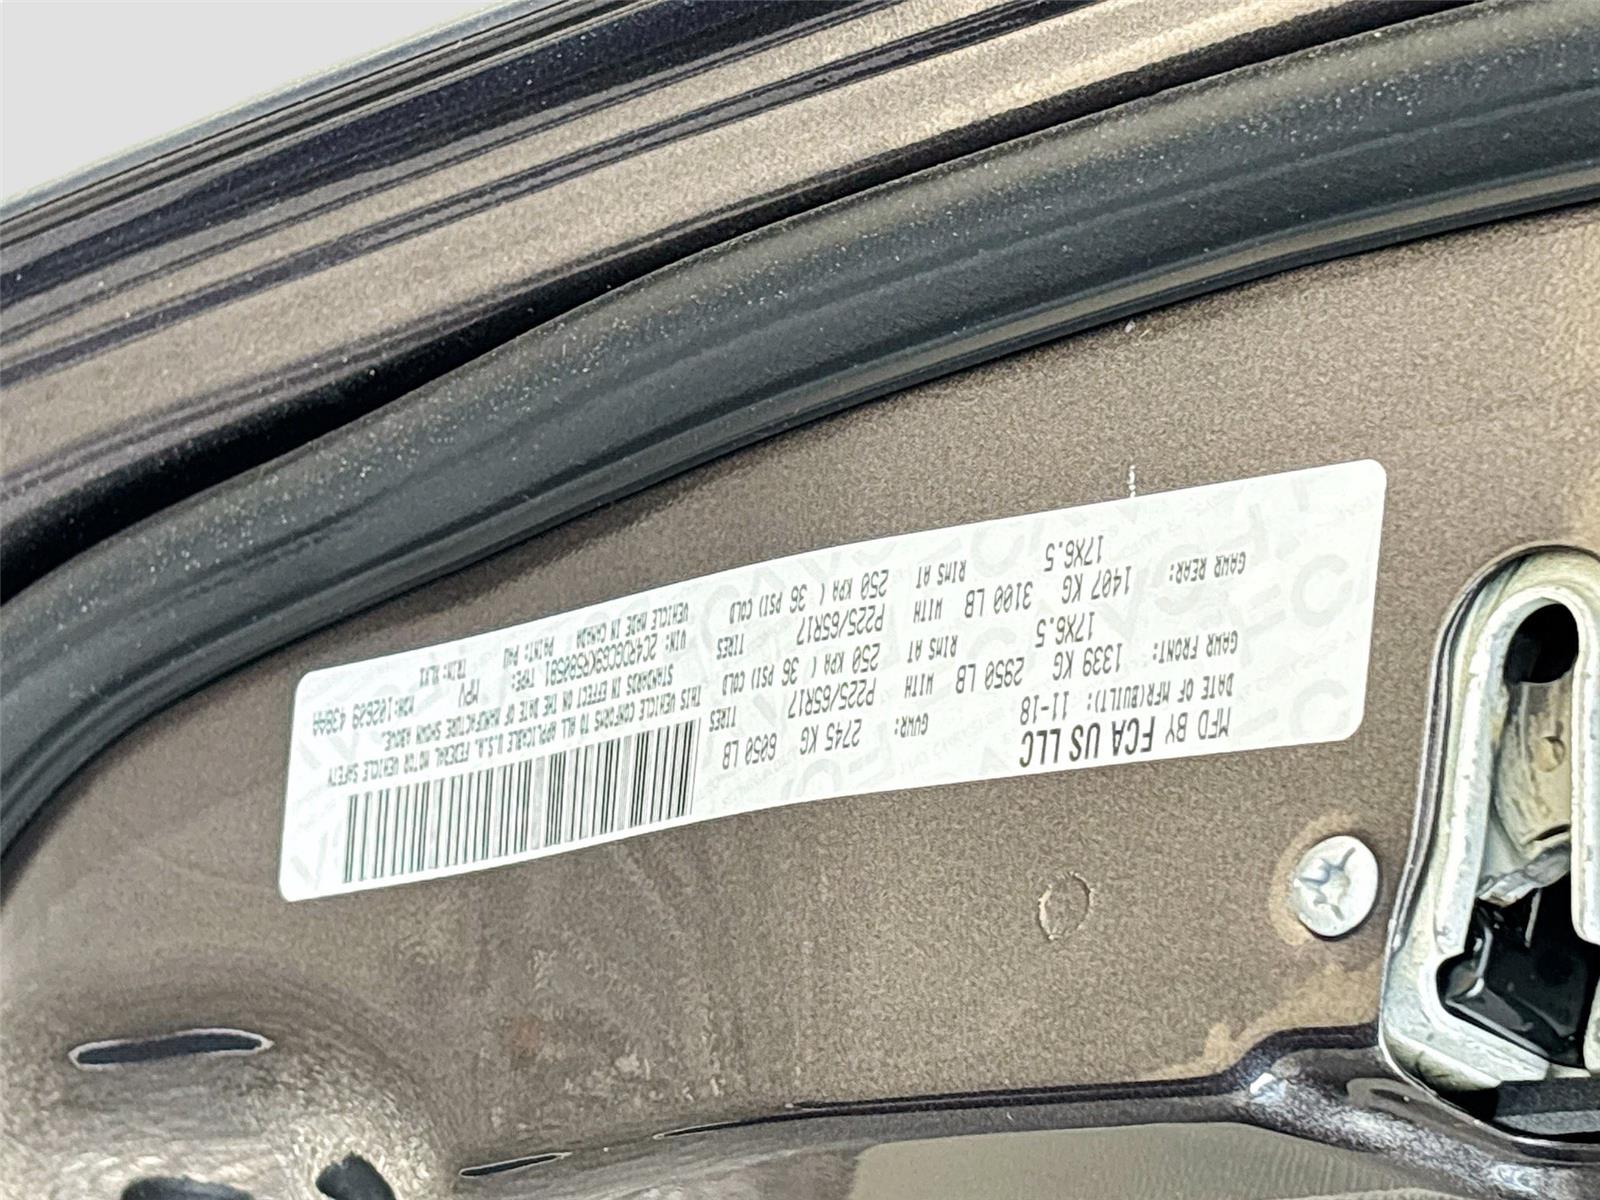 MFD BY FCA US LLC
DATE OF MFR(BUILT): 11-18 GVWR: 2745 KG 6050 LB
GAWR FRONT: WITH TIRES
1339 KG 2950 LB P225/65R17
17X6.5 RIMS AT 250 KPA ( 36 PSI) COLD
GAWR REAR: WITH TIRES
1407 KG 3100 LB P225/65R17
17X6.5 RIMS AT 250 KPA ( 36 PSI) COLD
THIS VEHICLE CONFORMS TO ALL APPLICABLE U.S.A. FEDERAL MOTOR VEHICLE SAFETY
STANDARDS IN EFFECT ON THE DATE OF MANUFACTURE SHOWN ABOVE.
VIN: TYPE: MPV
VEHICLE MADE IN CANADA PAINT: TRIM: